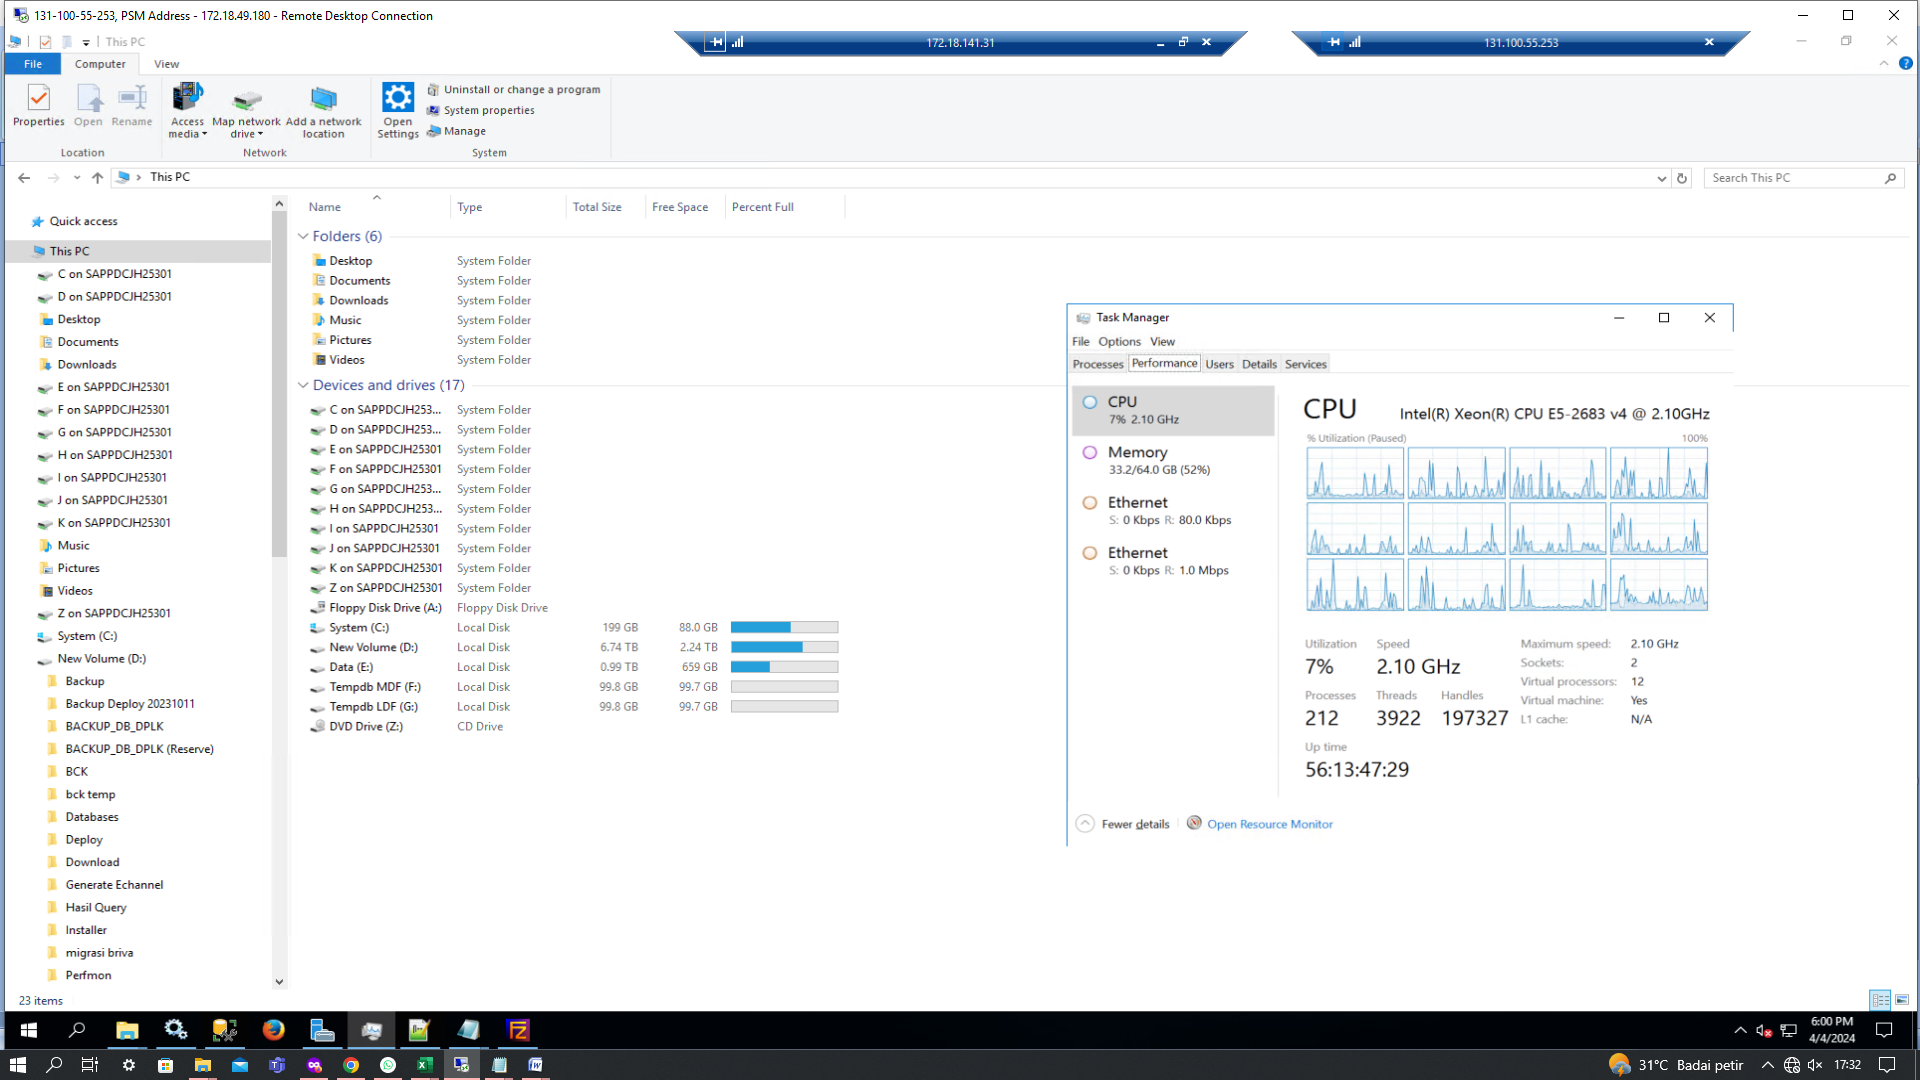 131-100-55-253, PSM Address - 172.18.49.180 - Remote Desktop Connection
This PC
172.18.141.31
131.100.55.253
File
Computer
View
Properties
Open
Rename
Access media
Map network drive
Add a network location
Open Settings
Uninstall or change a program
System properties
Manage
Location
Network
System
This PC
Search This PC
Quick access
This PC
C on SAPPDCJH25301
D on SAPPDCJH25301
Desktop
Documents
Downloads
E on SAPPDCJH25301
F on SAPPDCJH25301
G on SAPPDCJH25301
H on SAPPDCJH25301
I on SAPPDCJH25301
J on SAPPDCJH25301
K on SAPPDCJH25301
Music
Pictures
Videos
Z on SAPPDCJH25301
System (C:)
New Volume (D:)
Backup
Backup Deploy 20231011
BACKUP_DB_DPLK
BACKUP_DB_DPLK (Reserve)
BCK
bck temp
Databases
Deploy
Download
Generate Echannel
Hasil Query
Installer
migrasi briva
Perfmon
Name Type Total Size Free Space Percent Full
Folders (6)
Desktop System Folder
Documents System Folder
Downloads System Folder
Music System Folder
Pictures System Folder
Videos System Folder
Devices and drives (17)
C on SAPPDCJH253... System Folder
D on SAPPDCJH253... System Folder
E on SAPPDCJH25301 System Folder
F on SAPPDCJH25301 System Folder
G on SAPPDCJH253... System Folder
H on SAPPDCJH253... System Folder
I on SAPPDCJH25301 System Folder
J on SAPPDCJH25301 System Folder
K on SAPPDCJH25301 System Folder
Z on SAPPDCJH25301 System Folder
Floppy Disk Drive (A:) Floppy Disk Drive
System (C:) Local Disk 199 GB 88.0 GB
New Volume (D:) Local Disk 6.74 TB 2.24 TB
Data (E:) Local Disk 0.99 TB 659 GB
Tempdb MDF (F:) Local Disk 99.8 GB 99.7 GB
Tempdb LDF (G:) Local Disk 99.8 GB 99.7 GB
DVD Drive (Z:) CD Drive
Task Manager
File Options View
Processes Performance Users Details Services
CPU
7% 2.10 GHz
Memory
33.2/64.0 GB (52%)
Ethernet
S: 0 Kbps R: 80.0 Kbps
Ethernet
S: 0 Kbps R: 1.0 Mbps
CPU Intel(R) Xeon(R) CPU E5-2683 v4 @ 2.10GHz
% Utilization (Paused) 100%
Utilization Speed
7% 2.10 GHz
Processes Threads Handles
212 3922 197327
Up time
56:13:47:29
Maximum speed: 2.10 GHz
Sockets: 2
Virtual processors: 12
Virtual machine: Yes
L1 cache: N/A
Fewer details
Open Resource Monitor
23 items
6:00 PM
4/4/2024
31°C Badai petir
17:32